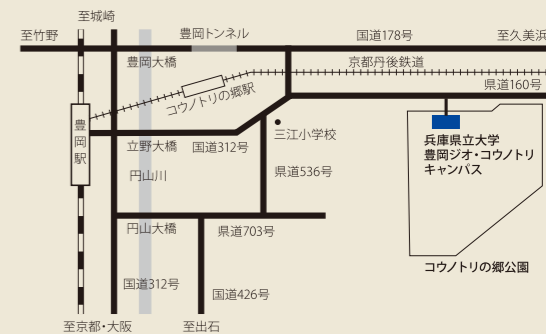 至城崎
至竹野
豊岡トンネル
国道178号
至久美浜
豊岡大橋
京都丹後鉄道
県道160号
コウノトリの郷駅
豊岡駅
三江小学校
立野大橋
国道312号
兵庫県立大学
豊岡ジオ・コウノトリ
キャンパス
円山川
県道536号
円山大橋
県道703号
コウノトリの郷公園
国道312号
国道426号
至京都・大阪
至出石